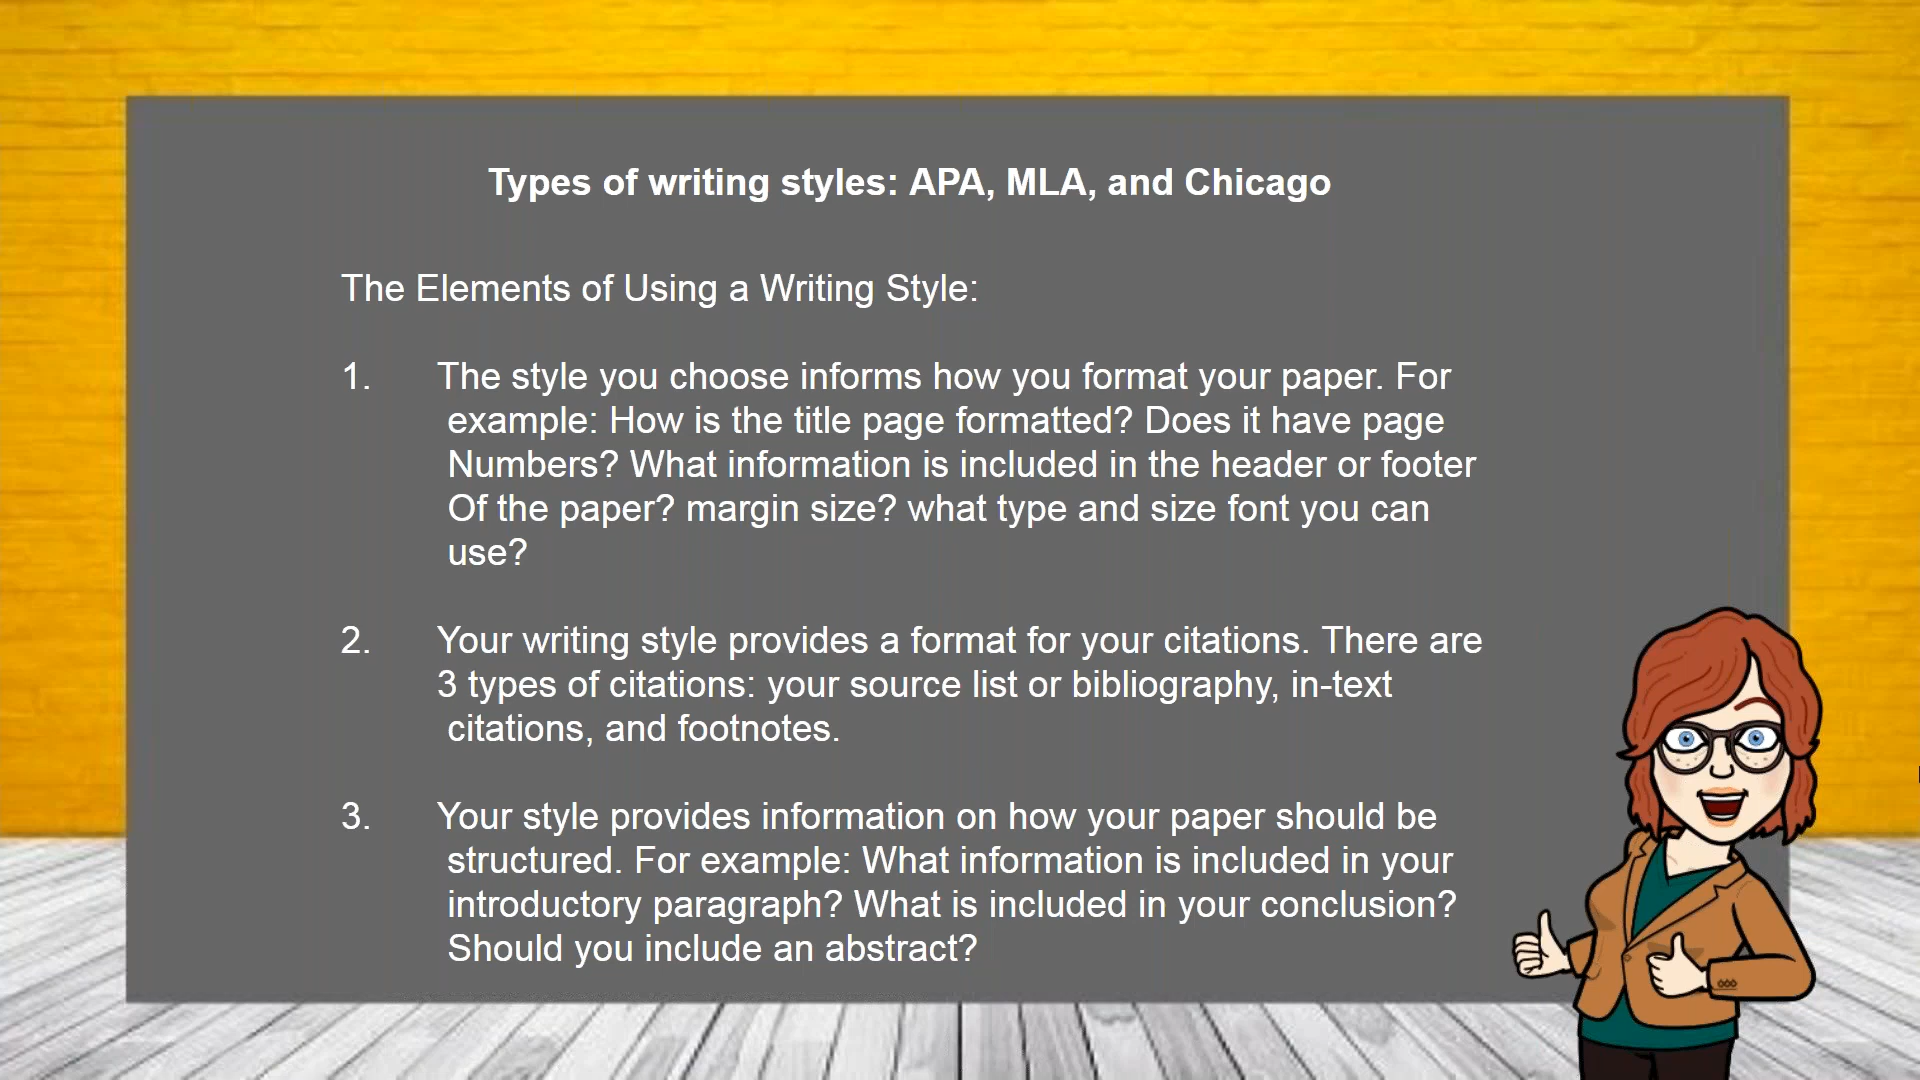 Types of writing styles: APA, MLA, and Chicago
The Elements of Using a Writing Style:
1. The style you choose informs how you format your paper. For
example: How is the title page formatted? Does it have page
Numbers? What information is included in the header or footer
Of the paper? margin size? what type and size font you can
use?
2. Your writing style provides a format for your citations. There are
3 types of citations: your source list or bibliography, in-text
citations, and footnotes.
3. Your style provides information on how your paper should be
structured. For example: What information is included in your
introductory paragraph? What is included in your conclusion?
Should you include an abstract?